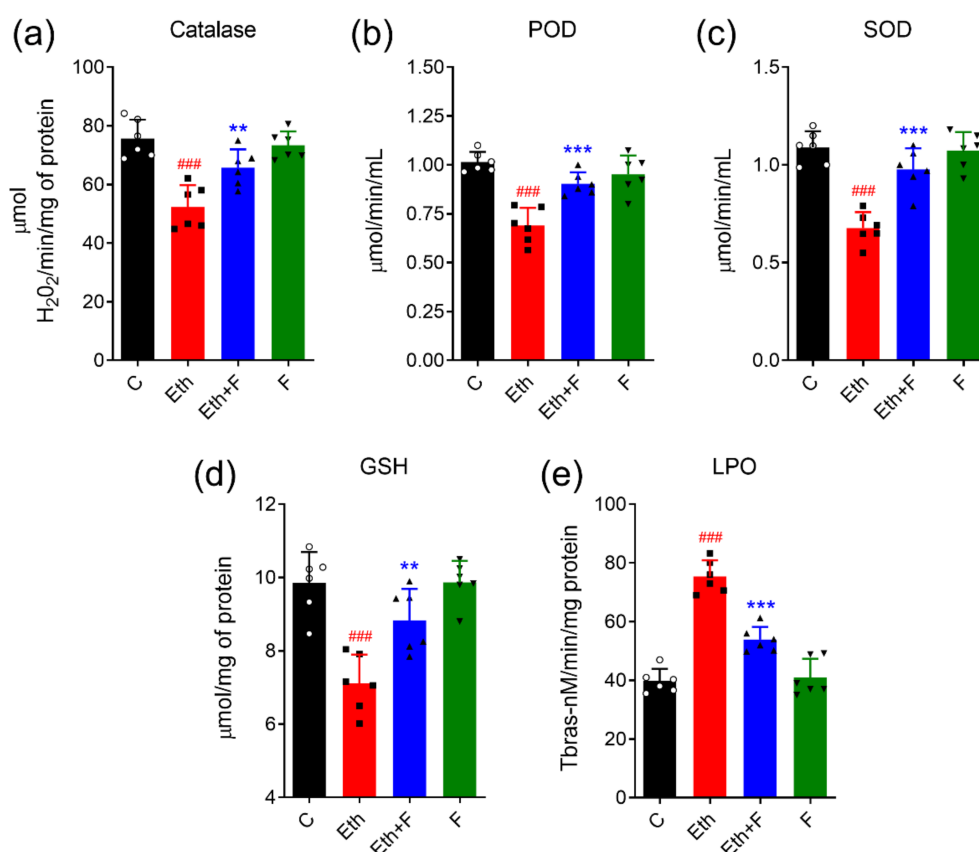 (a) Catalase
μmol
H₂0₂/min/mg of protein
100
80
60
40
20
0
###
**
C
Eth
Eth+F
F
(b) POD
μmol/min/mL
1.50
1.25
1.00
0.75
0.50
0.25
0.00
###
***
C
Eth
Eth+F
F
(c) SOD
μmol/min/mL
1.5
1.0
0.5
0.0
###
***
C
Eth
Eth+F
F
(d) GSH
μmol/mg of protein
12
10
8
6
4
###
**
C
Eth
Eth+F
F
(e) LPO
Tbras-nM/min/mg protein
100
80
60
40
20
0
###
***
C
Eth
Eth+F
F